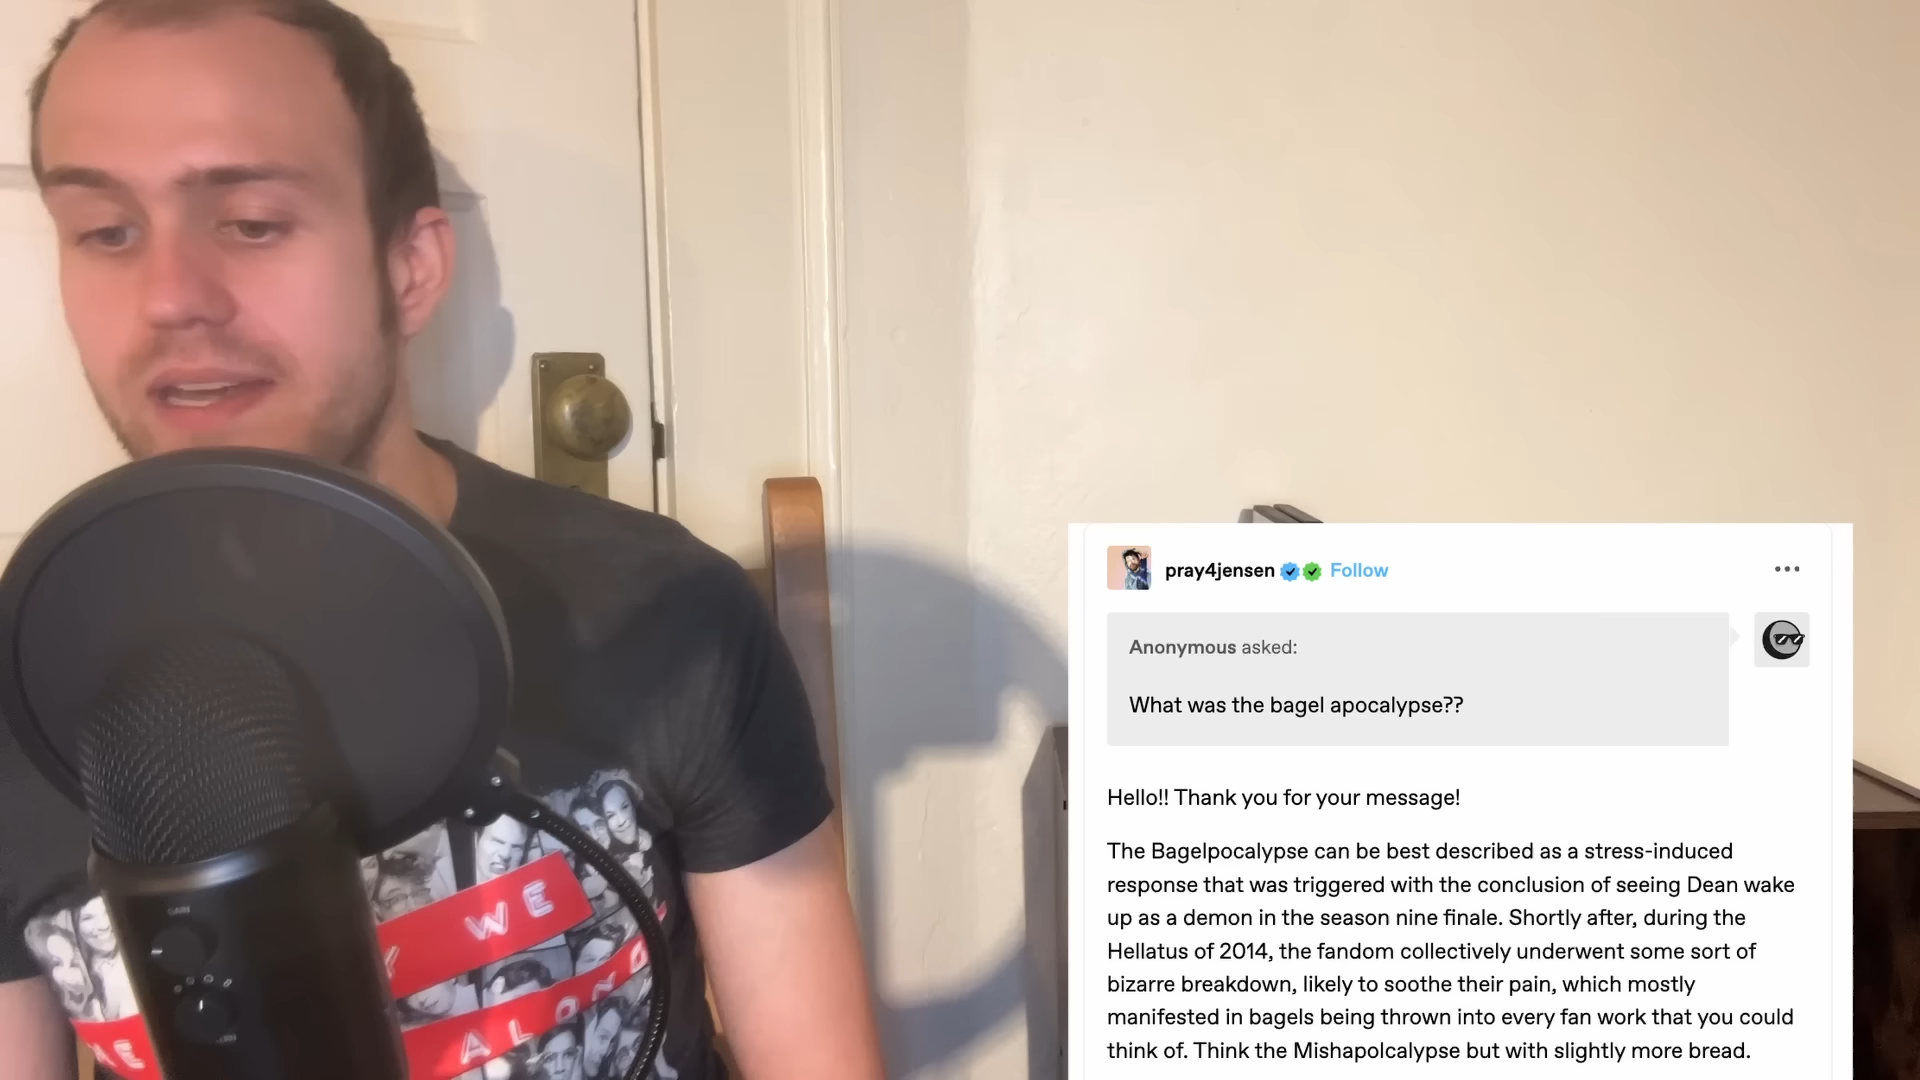 pray4jensen Follow
Anonymous asked:
What was the bagel apocalypse??
Hello!! Thank you for your message!
The Bagelpocalypse can be best described as a stress-induced
response that was triggered with the conclusion of seeing Dean wake
up as a demon in the season nine finale. Shortly after, during the
Hellatus of 2014, the fandom collectively underwent some sort of
bizarre breakdown, likely to soothe their pain, which mostly
manifested in bagels being thrown into every fan work that you could
think of. Think the Mishapolcalypse but with slightly more bread.
Y WE
ALONG
GAIN